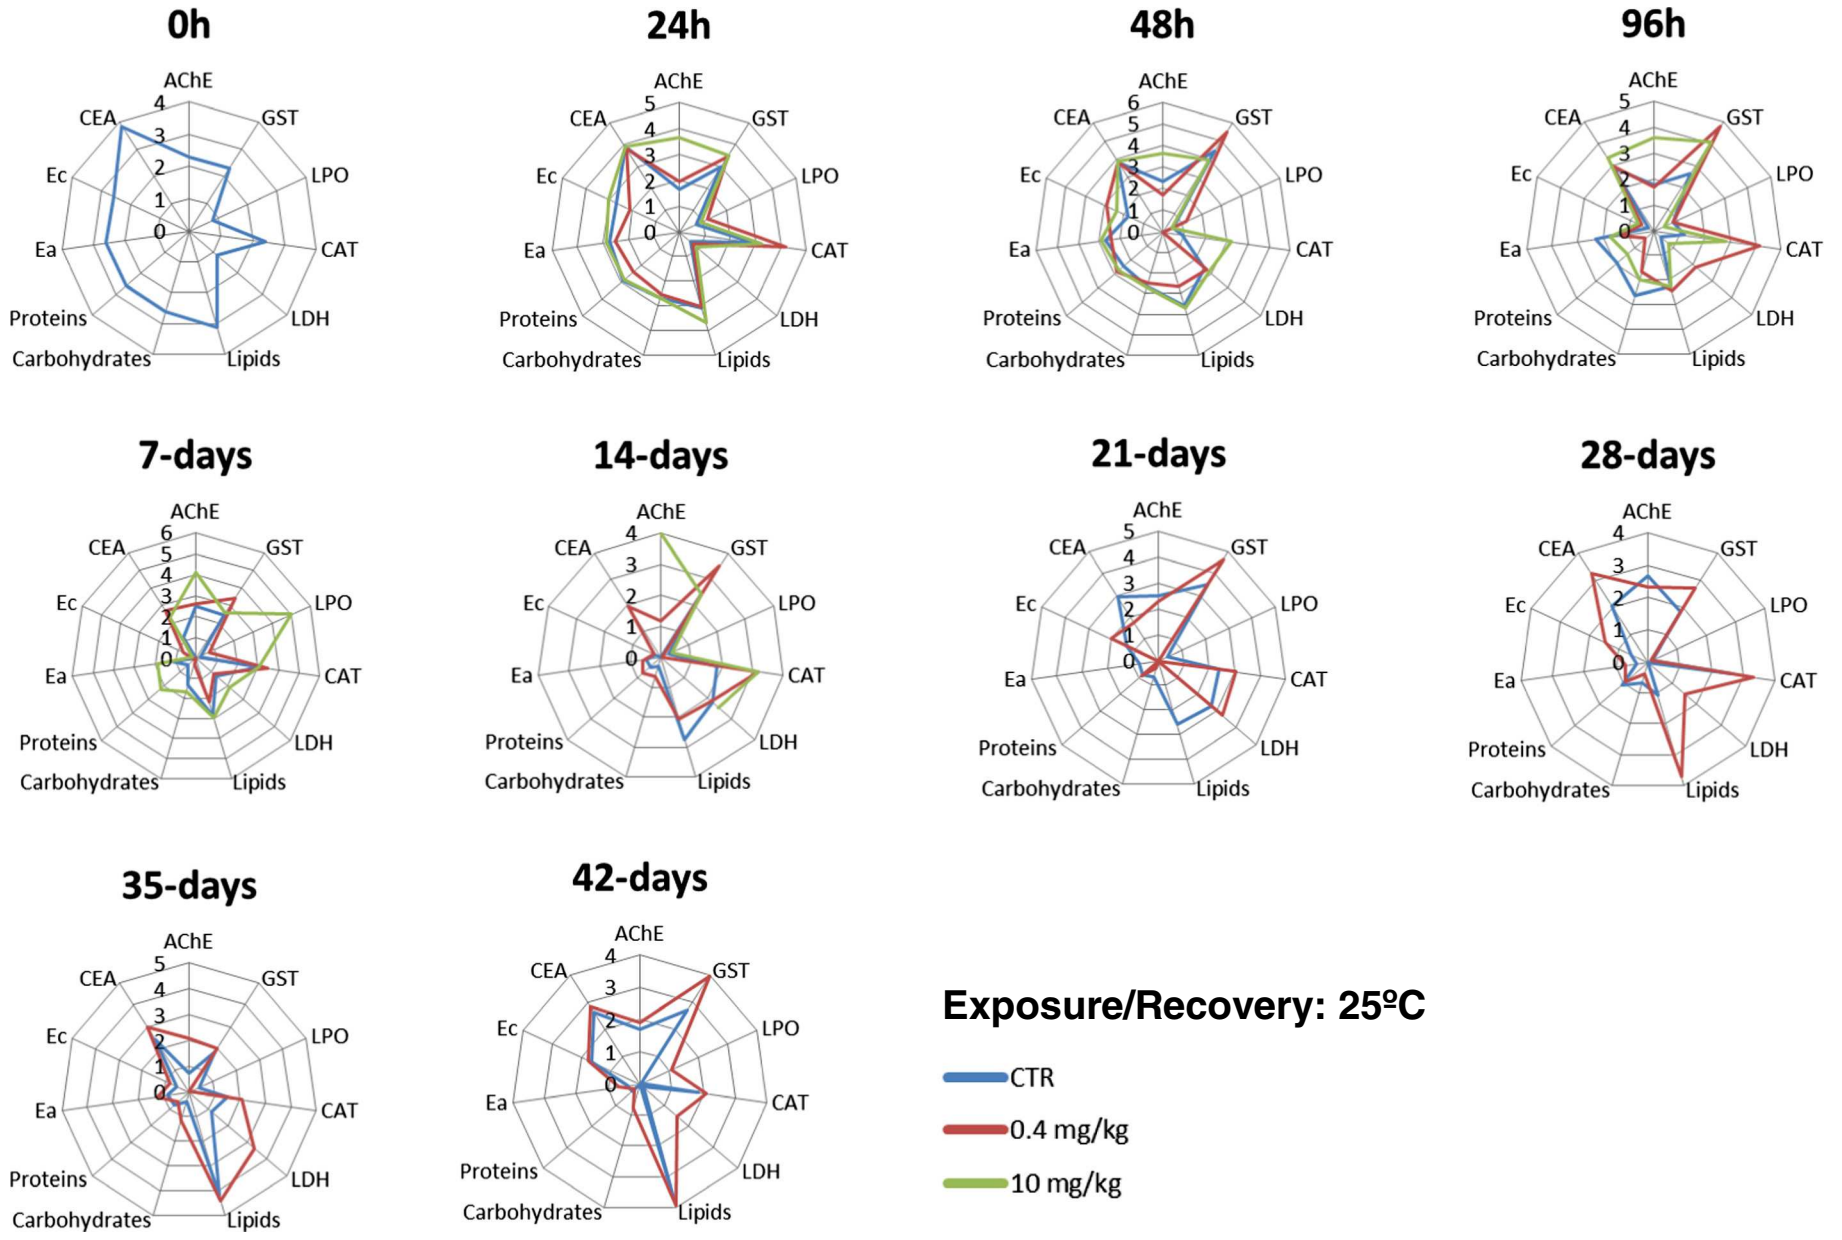 0h
24h
48h
96h
AChE
GST
LPO
CAT
LDH
Lipids
Carbohydrates
Proteins
Ea
Ec
CEA
4
3
2
1
0
AChE
GST
LPO
CAT
LDH
Lipids
Carbohydrates
Proteins
Ea
Ec
CEA
5
4
3
2
1
0
AChE
GST
LPO
CAT
LDH
Lipids
Carbohydrates
Proteins
Ea
Ec
CEA
6
5
4
3
2
1
0
AChE
GST
LPO
CAT
LDH
Lipids
Carbohydrates
Proteins
Ea
Ec
CEA
5
4
3
2
1
0
7-days
14-days
21-days
28-days
AChE
GST
LPO
CAT
LDH
Lipids
Carbohydrates
Proteins
Ea
Ec
CEA
6
5
4
3
2
1
0
AChE
GST
LPO
CAT
LDH
Lipids
Carbohydrates
Proteins
Ea
Ec
CEA
4
3
2
1
0
AChE
GST
LPO
CAT
LDH
Lipids
Carbohydrates
Proteins
Ea
Ec
CEA
5
4
3
2
1
0
AChE
GST
LPO
CAT
LDH
Lipids
Carbohydrates
Proteins
Ea
Ec
CEA
4
3
2
1
0
35-days
42-days
AChE
GST
LPO
CAT
LDH
Lipids
Carbohydrates
Proteins
Ea
Ec
CEA
5
4
3
2
1
0
AChE
GST
LPO
CAT
LDH
Lipids
Carbohydrates
Proteins
Ea
Ec
CEA
4
3
2
1
0
Exposure/Recovery: 25ºC
CTR
0.4 mg/kg
10 mg/kg